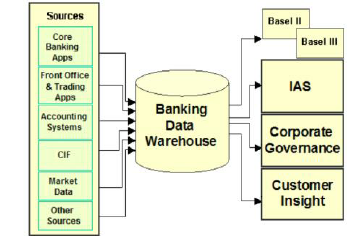 Sources
Core
Banking
Apps
Front Office
& Trading
Apps
Accounting
Systems
CIF
Market
Data
Other
Sources
Banking
Data
Warehouse
Basel II
Basel III
IAS
Corporate
Governance
Customer
Insight